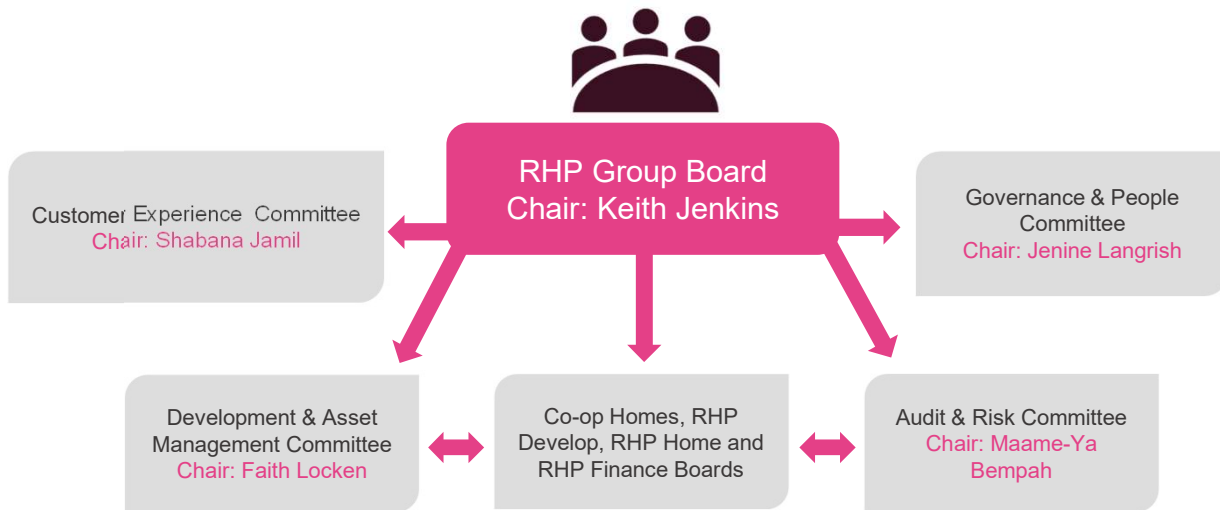 RHP Group Board
Chair: Keith Jenkins
Customer Experience Committee
Chair: Shabana Jamil
Governance & People
Committee
Chair: Jenine Langrish
Development & Asset
Management Committee
Chair: Faith Locken
Co-op Homes, RHP
Develop, RHP Home and
RHP Finance Boards
Audit & Risk Committee
Chair: Maame-Ya
Bempah